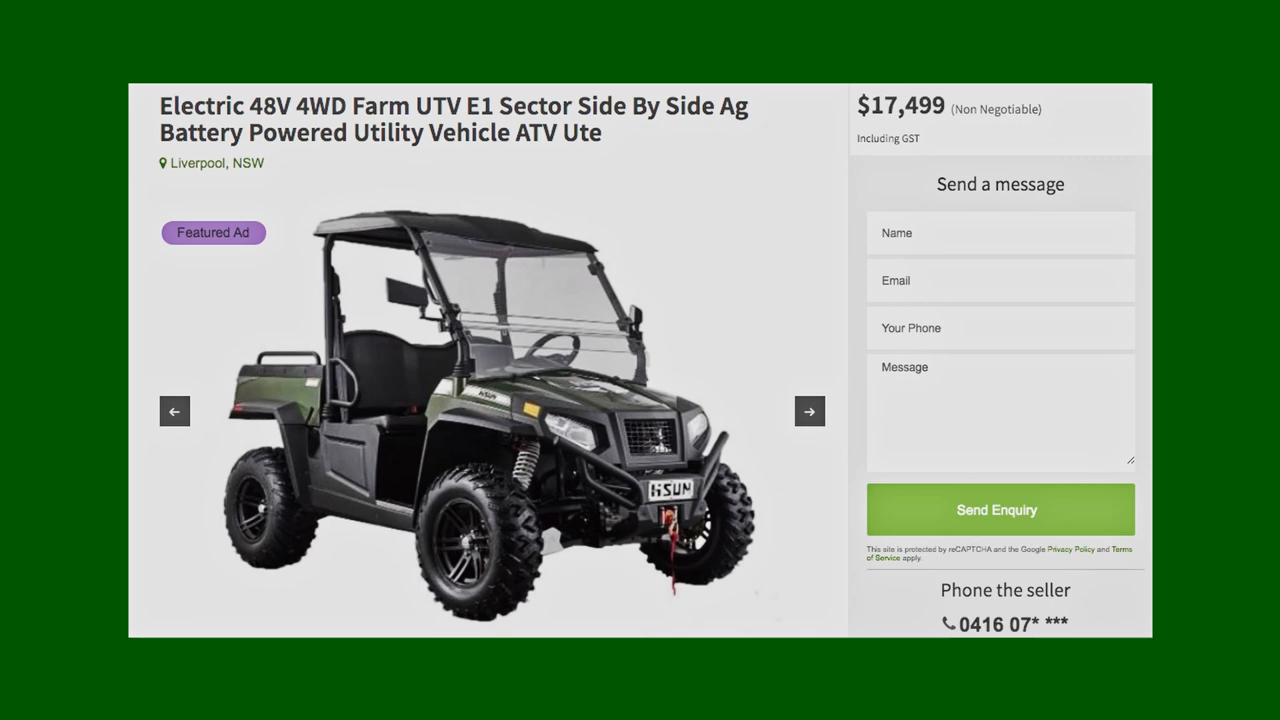 Electric 48V 4WD Farm UTV E1 Sector Side By Side Ag
Battery Powered Utility Vehicle ATV Ute
Liverpool, NSW
Featured Ad
HSUN
HSUN
$17,499 (Non Negotiable)
Including GST
Send a message
Name
Email
Your Phone
Message
Send Enquiry
This site is protected by reCAPTCHA and the Google Privacy Policy and Terms
of Service apply.
Phone the seller
0416 07* ***